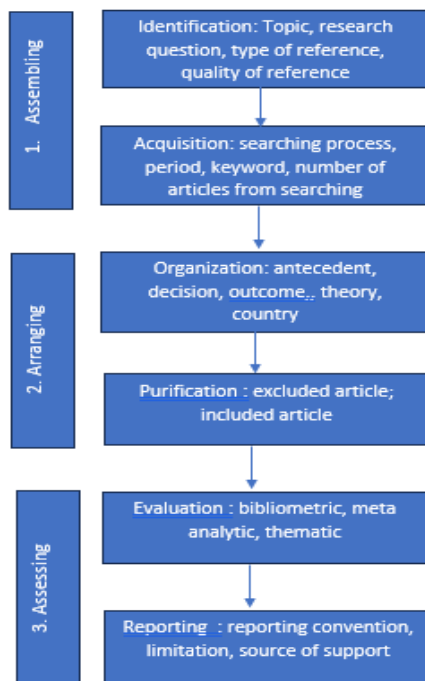 1. Assembling
Identification: Topic, research
question, type of reference,
quality of reference
Acquisition: searching process,
period, keyword, number of
articles from searching
2. Arranging
Organization: antecedent,
decision, outcome,. theory,
country
Purification : excluded article;
included article
3. Assessing
Evaluation : bibliometric, meta
analytic, thematic
Reporting : reporting convention,
limitation, source of support